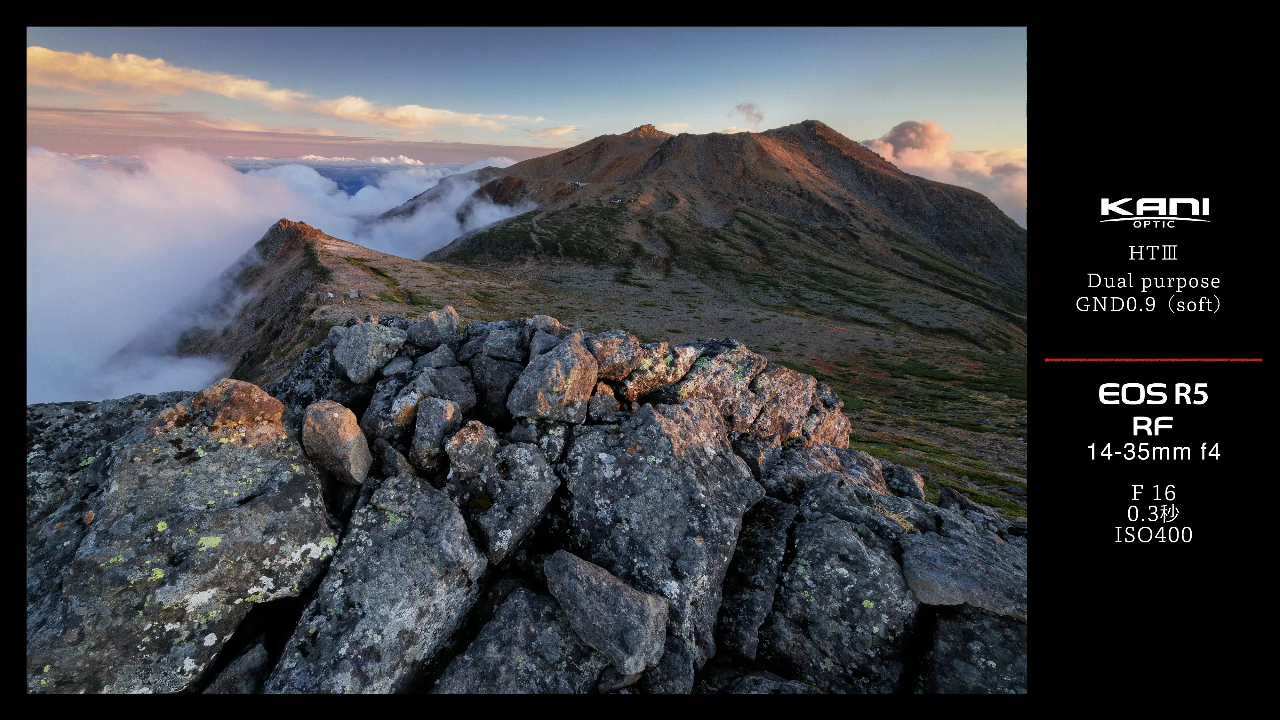 KANI
OPTIC
HTⅢ
Dual purpose
GND0.9（soft）
EOS R5
RF
14-35mm f4
F 16
0.3秒
ISO400